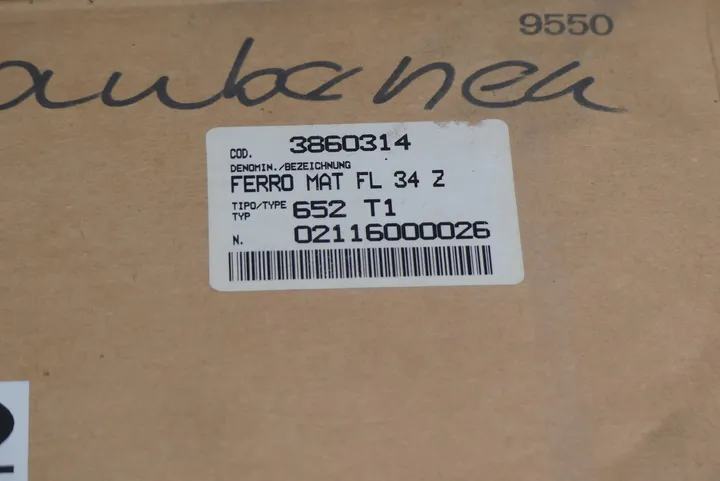 9550
COD. 3860314
DENOMIN./BEZEICHNUNG
FERRO MAT FL 34 Z
TIPO/TYPE
TYP 652 T1
N. 02116000026